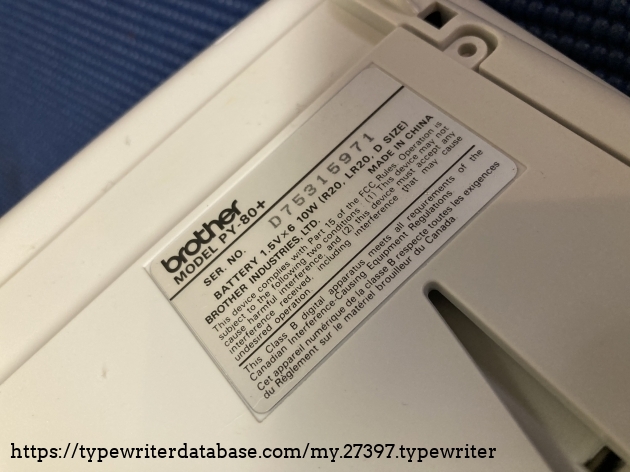 brother
MODEL PY-80+
SER. NO. D75315971
BATTERY 1.5V×6 10W (R20, LR20, D SIZE)
BROTHER INDUSTRIES, LTD. MADE IN CHINA
This device complies with Part 15 of the FCC Rules. Operation is
subject to the following two conditions. (1) This device may not
cause harmful interference, and (2) this device must accept any
interference received, including interference that may cause
undesired operation.
This Class B digital apparatus meets all requirements of the
Canadian Interference-Causing Equipment Regulations.
Cet appareil numérique de la classe B respecte toutes les exigences
du Règlement sur le matériel brouilleur du Canada
https://typewriterdatabase.com/my.27397.typewriter